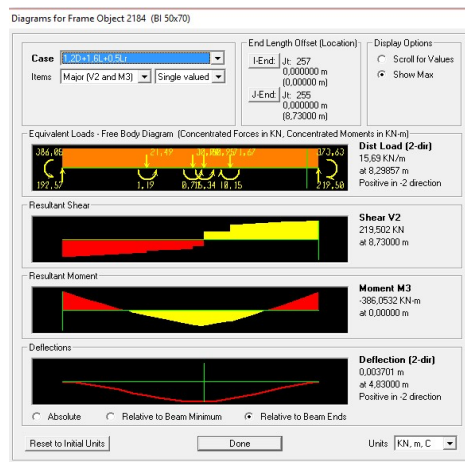 Diagrams for Frame Object 2184 (BI 50x70)
Case 1,2D+1,6L+0,5Lr
Items Major (V2 and M3) Single valued
End Length Offset (Location)
I-End: Jt: 257
0,000000 m
(0,00000 m)
J-End: Jt: 255
0,000000 m
(8,73000 m)
Display Options
Scroll for Values
Show Max
Equivalent Loads - Free Body Diagram (Concentrated Forces in KN, Concentrated Moments in KN-m)
386,05 21,49 373,63
192,57 1,19 10,15 219,50
Dist Load (2-dir)
15,69 KN/m
at 8,29857 m
Positive in -2 direction
Resultant Shear
Shear V2
219,502 KN
at 8,73000 m
Resultant Moment
Moment M3
-386,0532 KN-m
at 0,00000 m
Deflections
Deflection (2-dir)
0,003701 m
at 4,83000 m
Positive in -2 direction
Absolute Relative to Beam Minimum Relative to Beam Ends
Reset to Initial Units Done Units KN, m, C